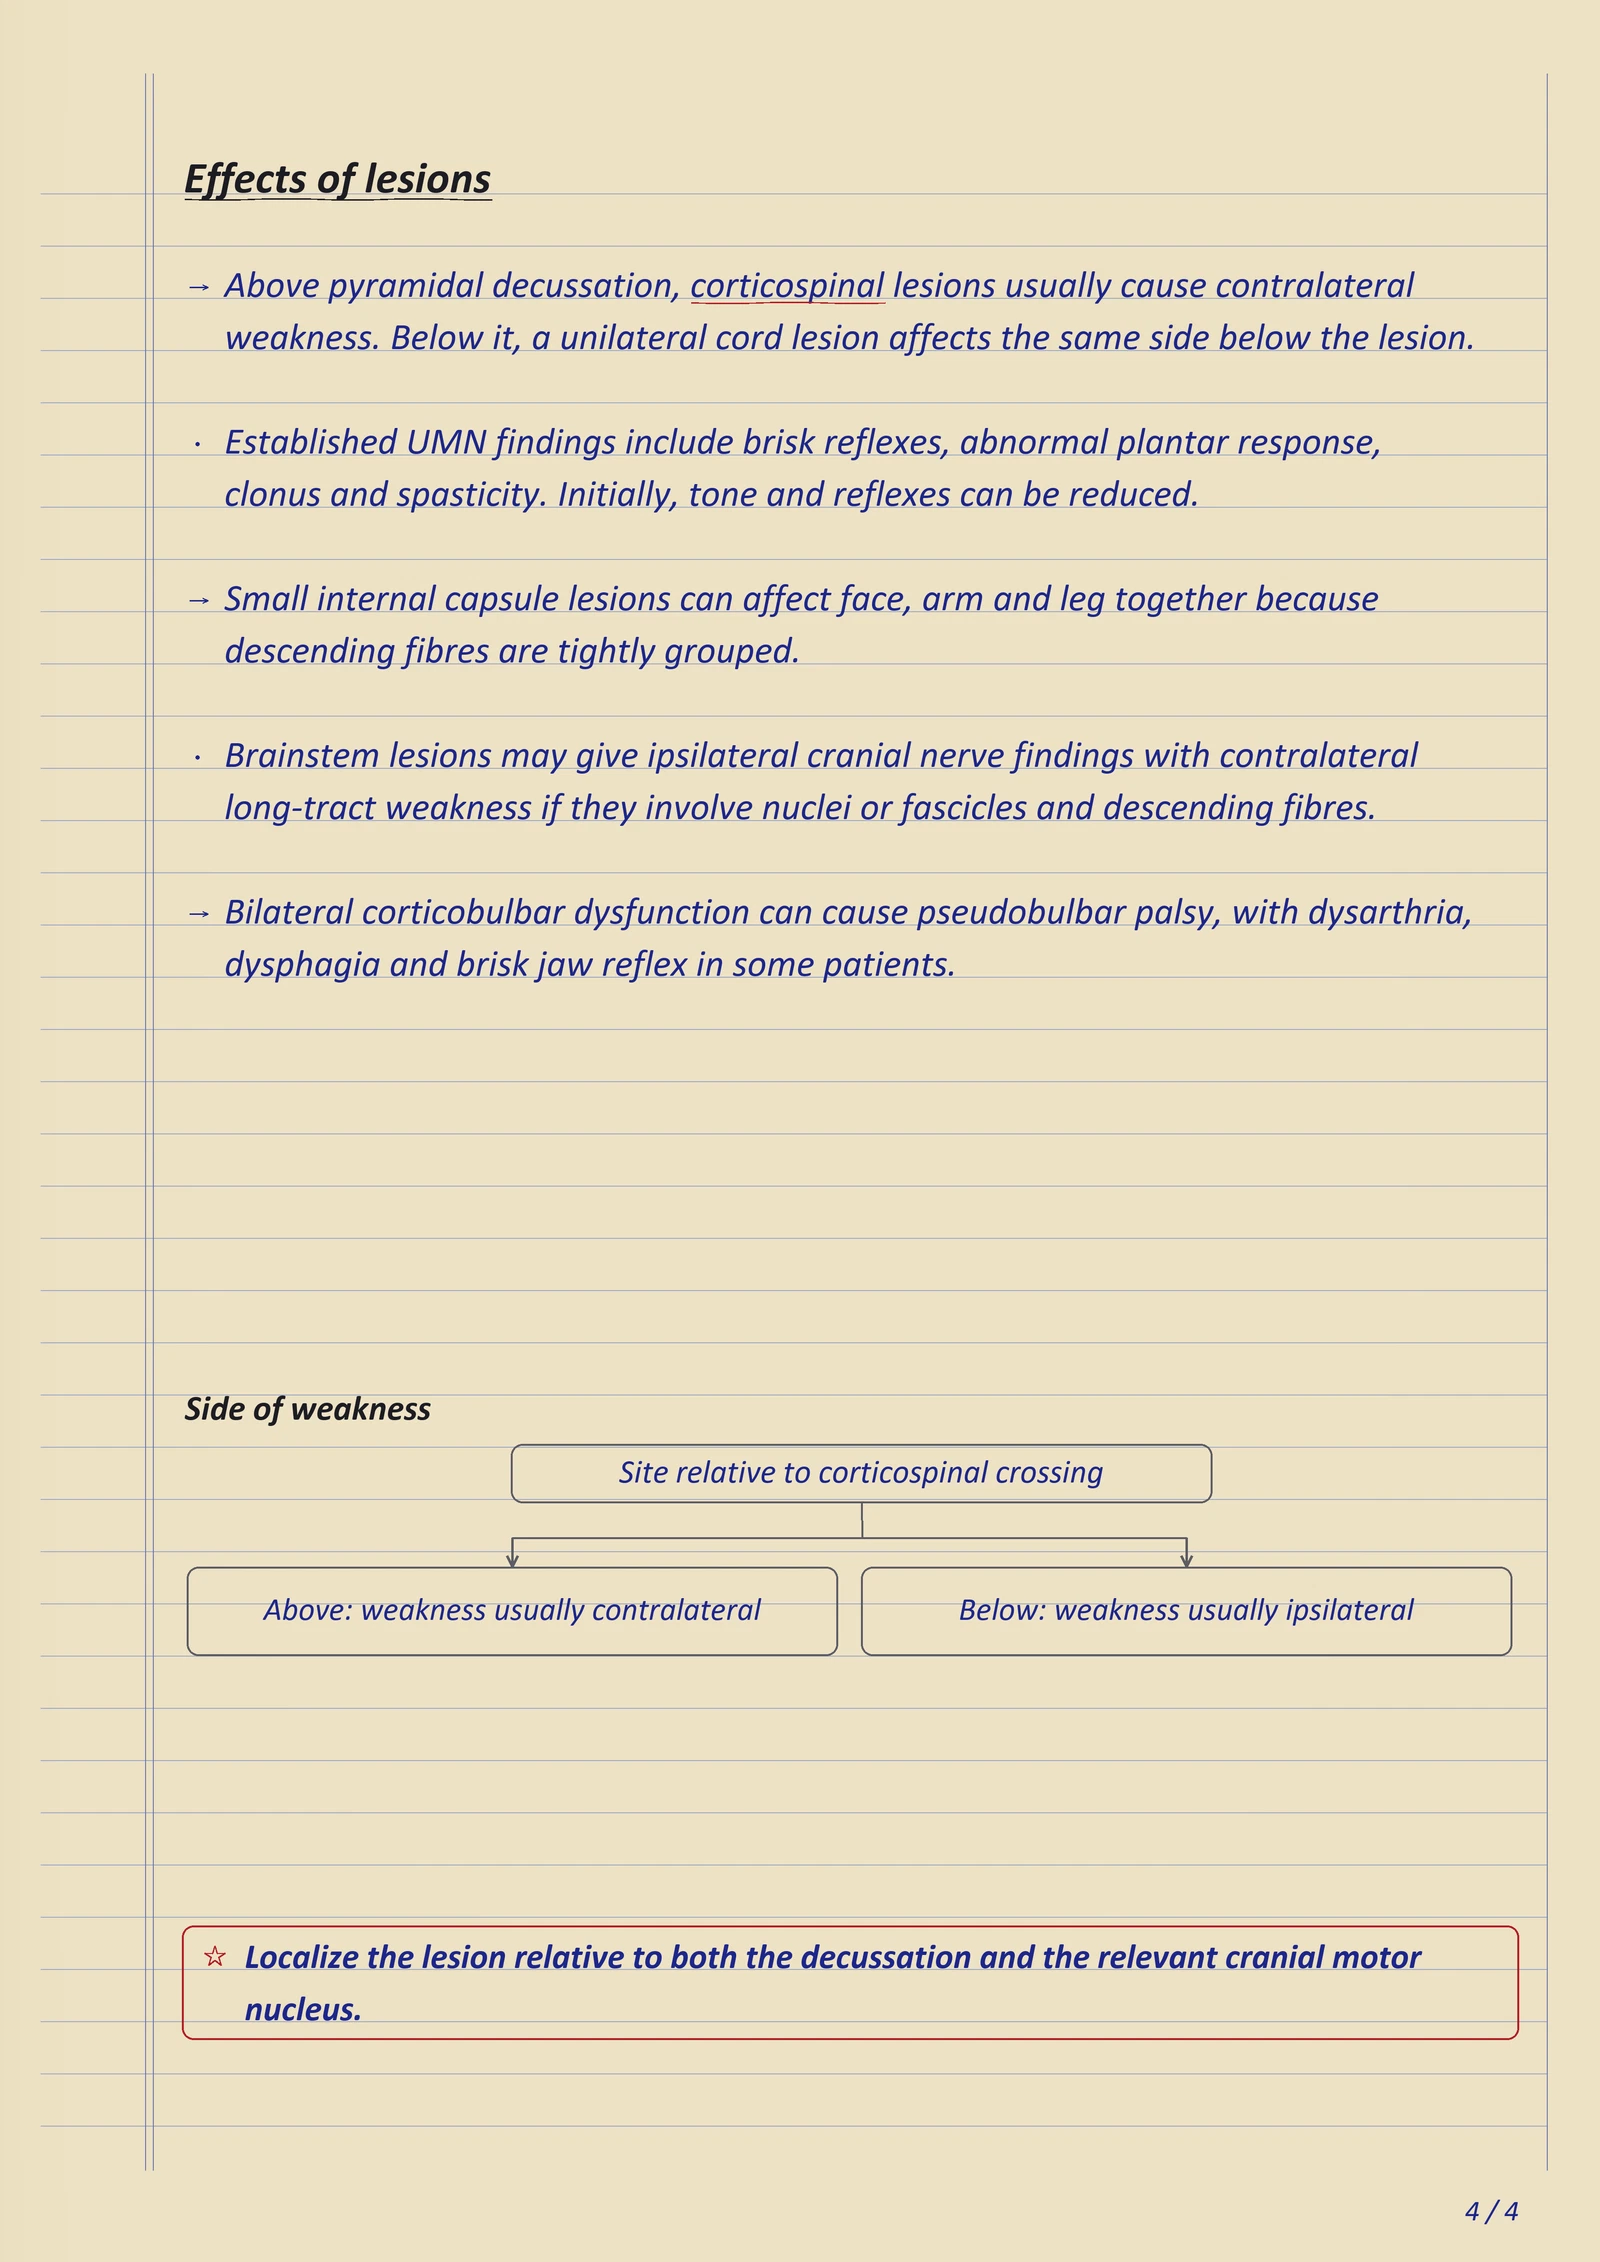 Effects of lesions
→ Above pyramidal decussation, corticospinal lesions usually cause contralateral
weakness. Below it, a unilateral cord lesion affects the same side below the lesion.
· Established UMN findings include brisk reflexes, abnormal plantar response,
clonus and spasticity. Initially, tone and reflexes can be reduced.
→ Small internal capsule lesions can affect face, arm and leg together because
descending fibres are tightly grouped.
· Brainstem lesions may give ipsilateral cranial nerve findings with contralateral
long-tract weakness if they involve nuclei or fascicles and descending fibres.
→ Bilateral corticobulbar dysfunction can cause pseudobulbar palsy, with dysarthria,
dysphagia and brisk jaw reflex in some patients.
Side of weakness
Site relative to corticospinal crossing
Above: weakness usually contralateral
Below: weakness usually ipsilateral
☆ Localize the lesion relative to both the decussation and the relevant cranial motor
nucleus.
4 / 4